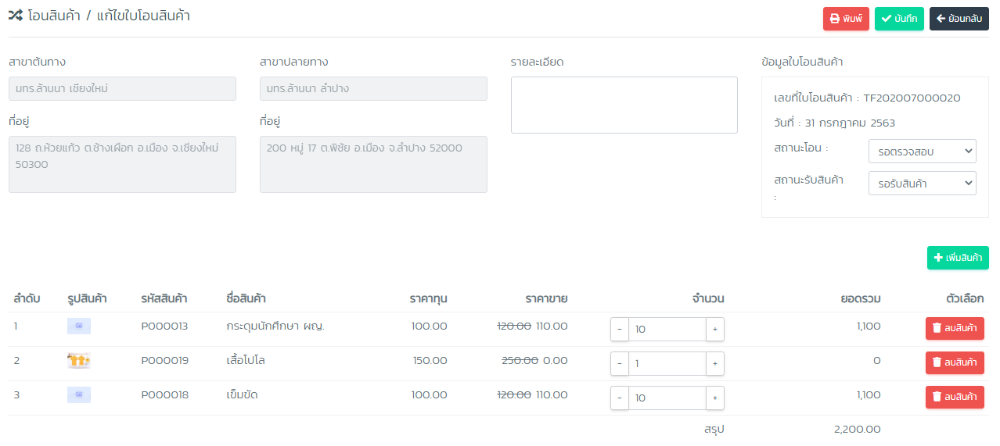 โอนสินค้า / แก้ไขใบโอนสินค้า
พิมพ์
บันทึก
ย้อนกลับ
สาขาต้นทาง
มทร.ล้านนา เชียงใหม่
ที่อยู่
128 ถ.ห้วยแก้ว ต.ช้างเผือก อ.เมือง จ.เชียงใหม่
50300
สาขาปลายทาง
มทร.ล้านนา ลำปาง
ที่อยู่
200 หมู่ 17 ต.พิชัย อ.เมือง จ.ลำปาง 52000
รายละเอียด
ข้อมูลใบโอนสินค้า
เลขที่ใบโอนสินค้า : TF202007000020
วันที่ : 31 กรกฎาคม 2563
สถานะโอน : รอตรวจสอบ
สถานะรับสินค้า
: รอรับสินค้า
เพิ่มสินค้า
ลำดับ รูปสินค้า รหัสสินค้า ชื่อสินค้า ราคาทุน ราคาขาย จำนวน ยอดรวม ตัวเลือก
1 P000013 กระดุมนักศึกษา ผญ. 100.00 120.00 110.00 - 10 + 1,100 ลบสินค้า
2 P000019 เสื้อโปโล 150.00 250.00 0.00 - 1 + 0 ลบสินค้า
3 P000018 เข็มขัด 100.00 120.00 110.00 - 10 + 1,100 ลบสินค้า
สรุป 2,200.00